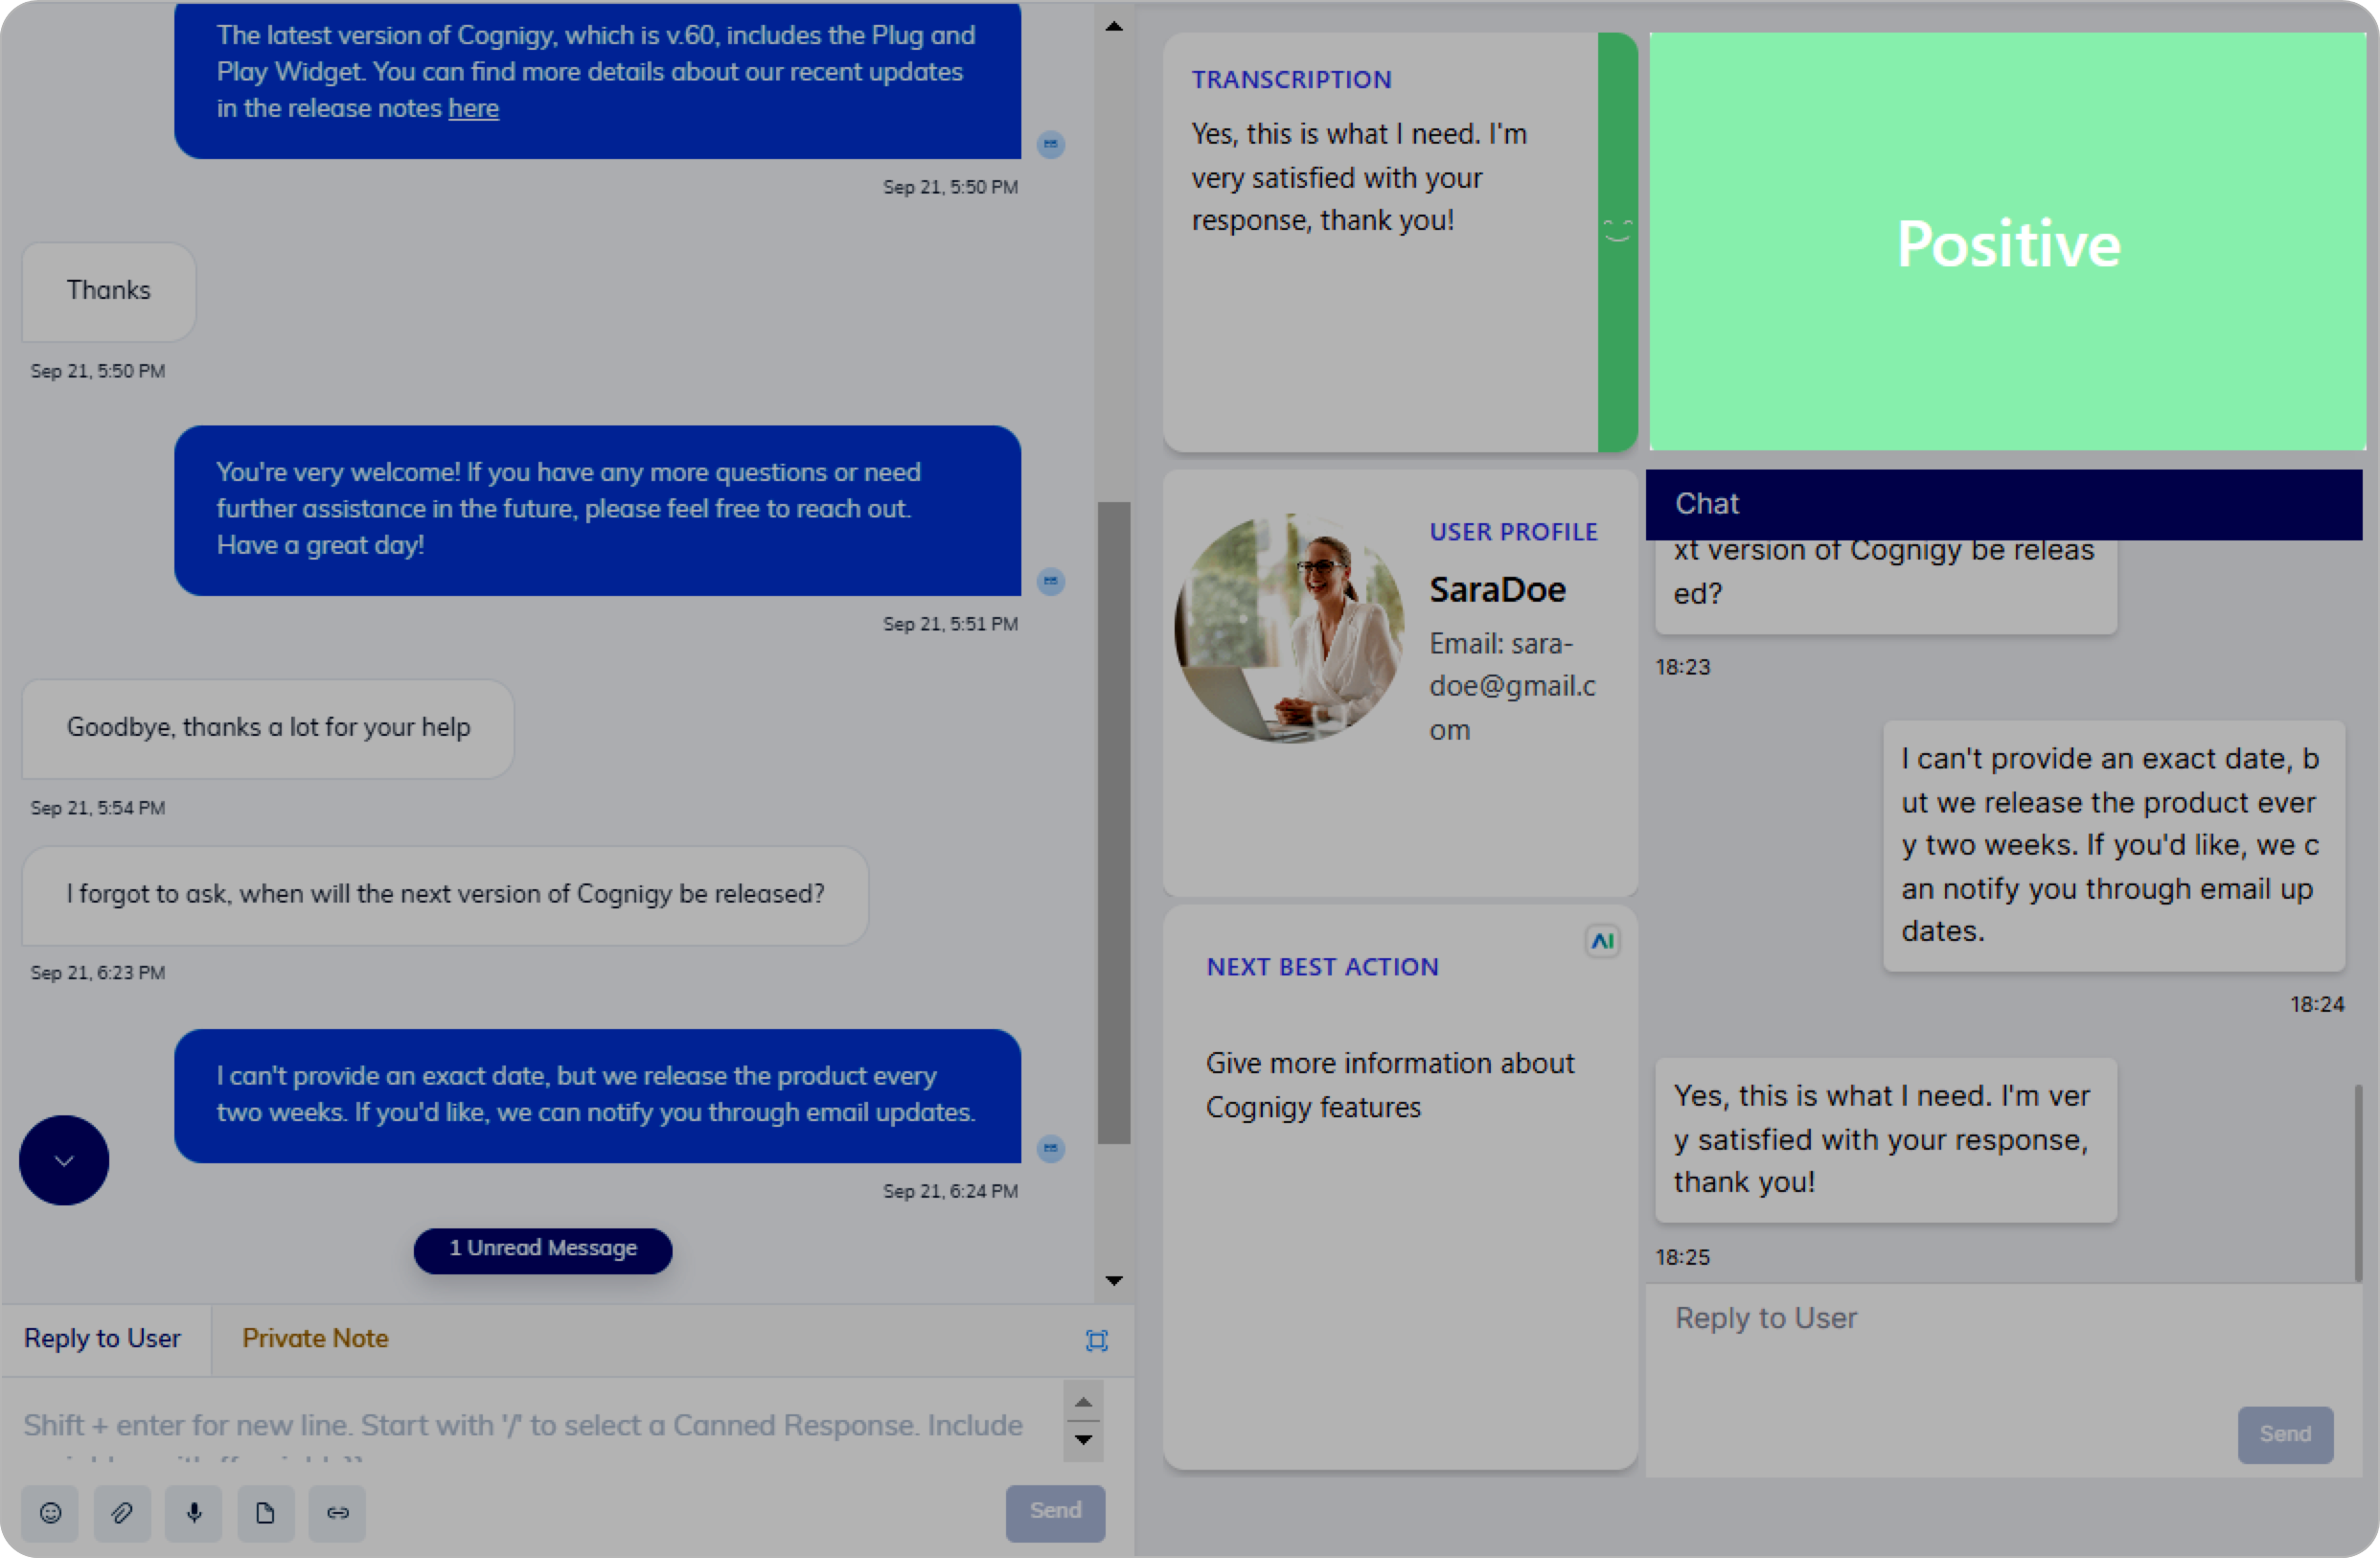 The latest version of Cognigy, which is v.60, includes the Plug and
Play Widget. You can find more details about our recent updates
in the release notes here
Sep 21, 5:50 PM
Thanks
Sep 21, 5:50 PM
You're very welcome! If you have any more questions or need
further assistance in the future, please feel free to reach out.
Have a great day!
Sep 21, 5:51 PM
Goodbye, thanks a lot for your help
Sep 21, 5:54 PM
I forgot to ask, when will the next version of Cognigy be released?
Sep 21, 6:23 PM
I can't provide an exact date, but we release the product every
two weeks. If you'd like, we can notify you through email updates.
Sep 21, 6:24 PM
1 Unread Message
Reply to User
Private Note
Shift + enter for new line. Start with '/' to select a Canned Response. Include
Send
TRANSCRIPTION
Yes, this is what I need. I'm
very satisfied with your
response, thank you!
Positive
USER PROFILE
SaraDoe
Email: sara-
doe@gmail.c
om
NEXT BEST ACTION
AI
Give more information about
Cognigy features
Chat
xt version of Cognigy be releas
ed?
18:23
I can't provide an exact date, b
ut we release the product ever
y two weeks. If you'd like, we c
an notify you through email up
dates.
18:24
Yes, this is what I need. I'm ver
y satisfied with your response,
thank you!
18:25
Reply to User
Send